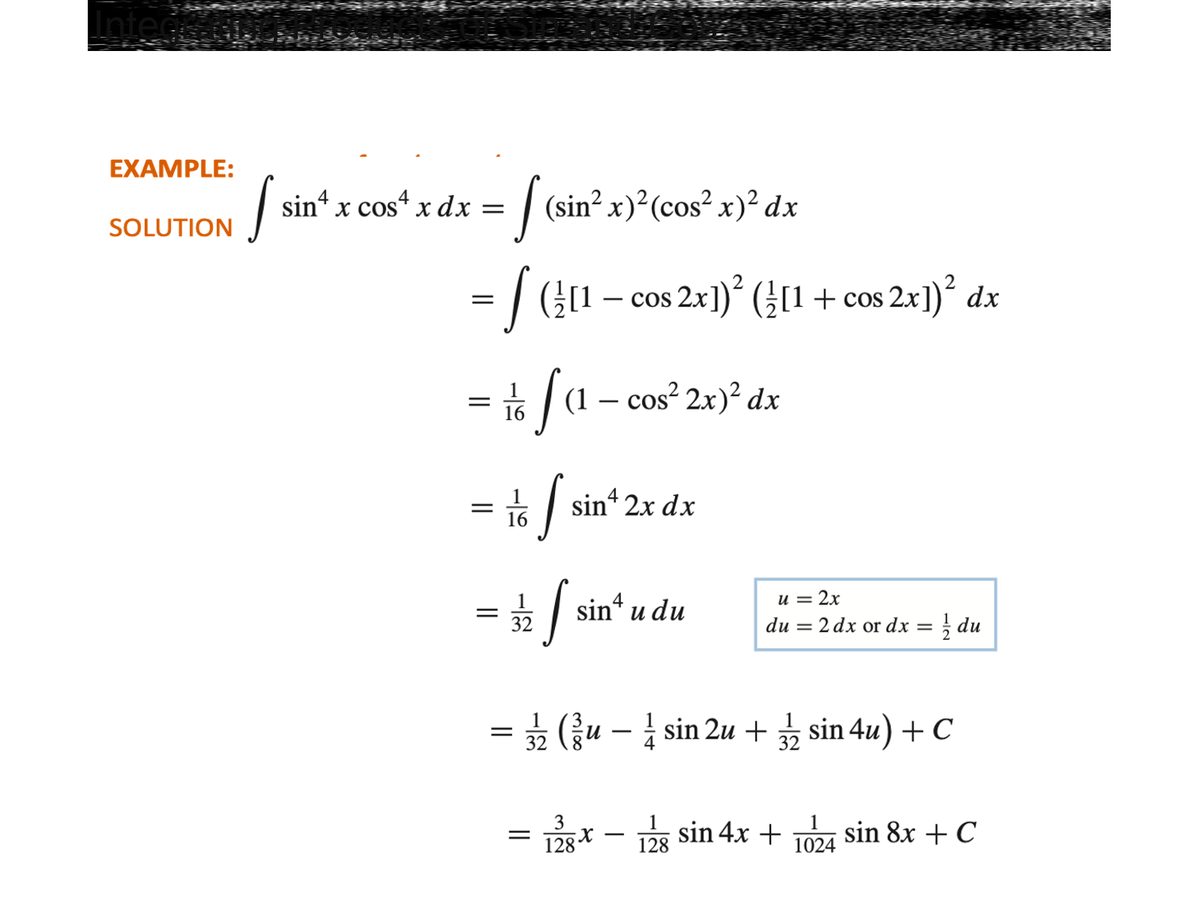 EXAMPLE:
SOLUTION
∫ sin⁴ x cos⁴ x dx = ∫ (sin² x)²(cos² x)² dx
= ∫ (½[1 − cos 2x])² (½[1 + cos 2x])² dx
= 1/16 ∫ (1 − cos² 2x)² dx
= 1/16 ∫ sin⁴ 2x dx
= 1/32 ∫ sin⁴ u du
u = 2x
du = 2 dx or dx = ½ du
= 1/32 (3/8 u − 1/4 sin 2u + 1/32 sin 4u) + C
= 3/128 x − 1/128 sin 4x + 1/1024 sin 8x + C